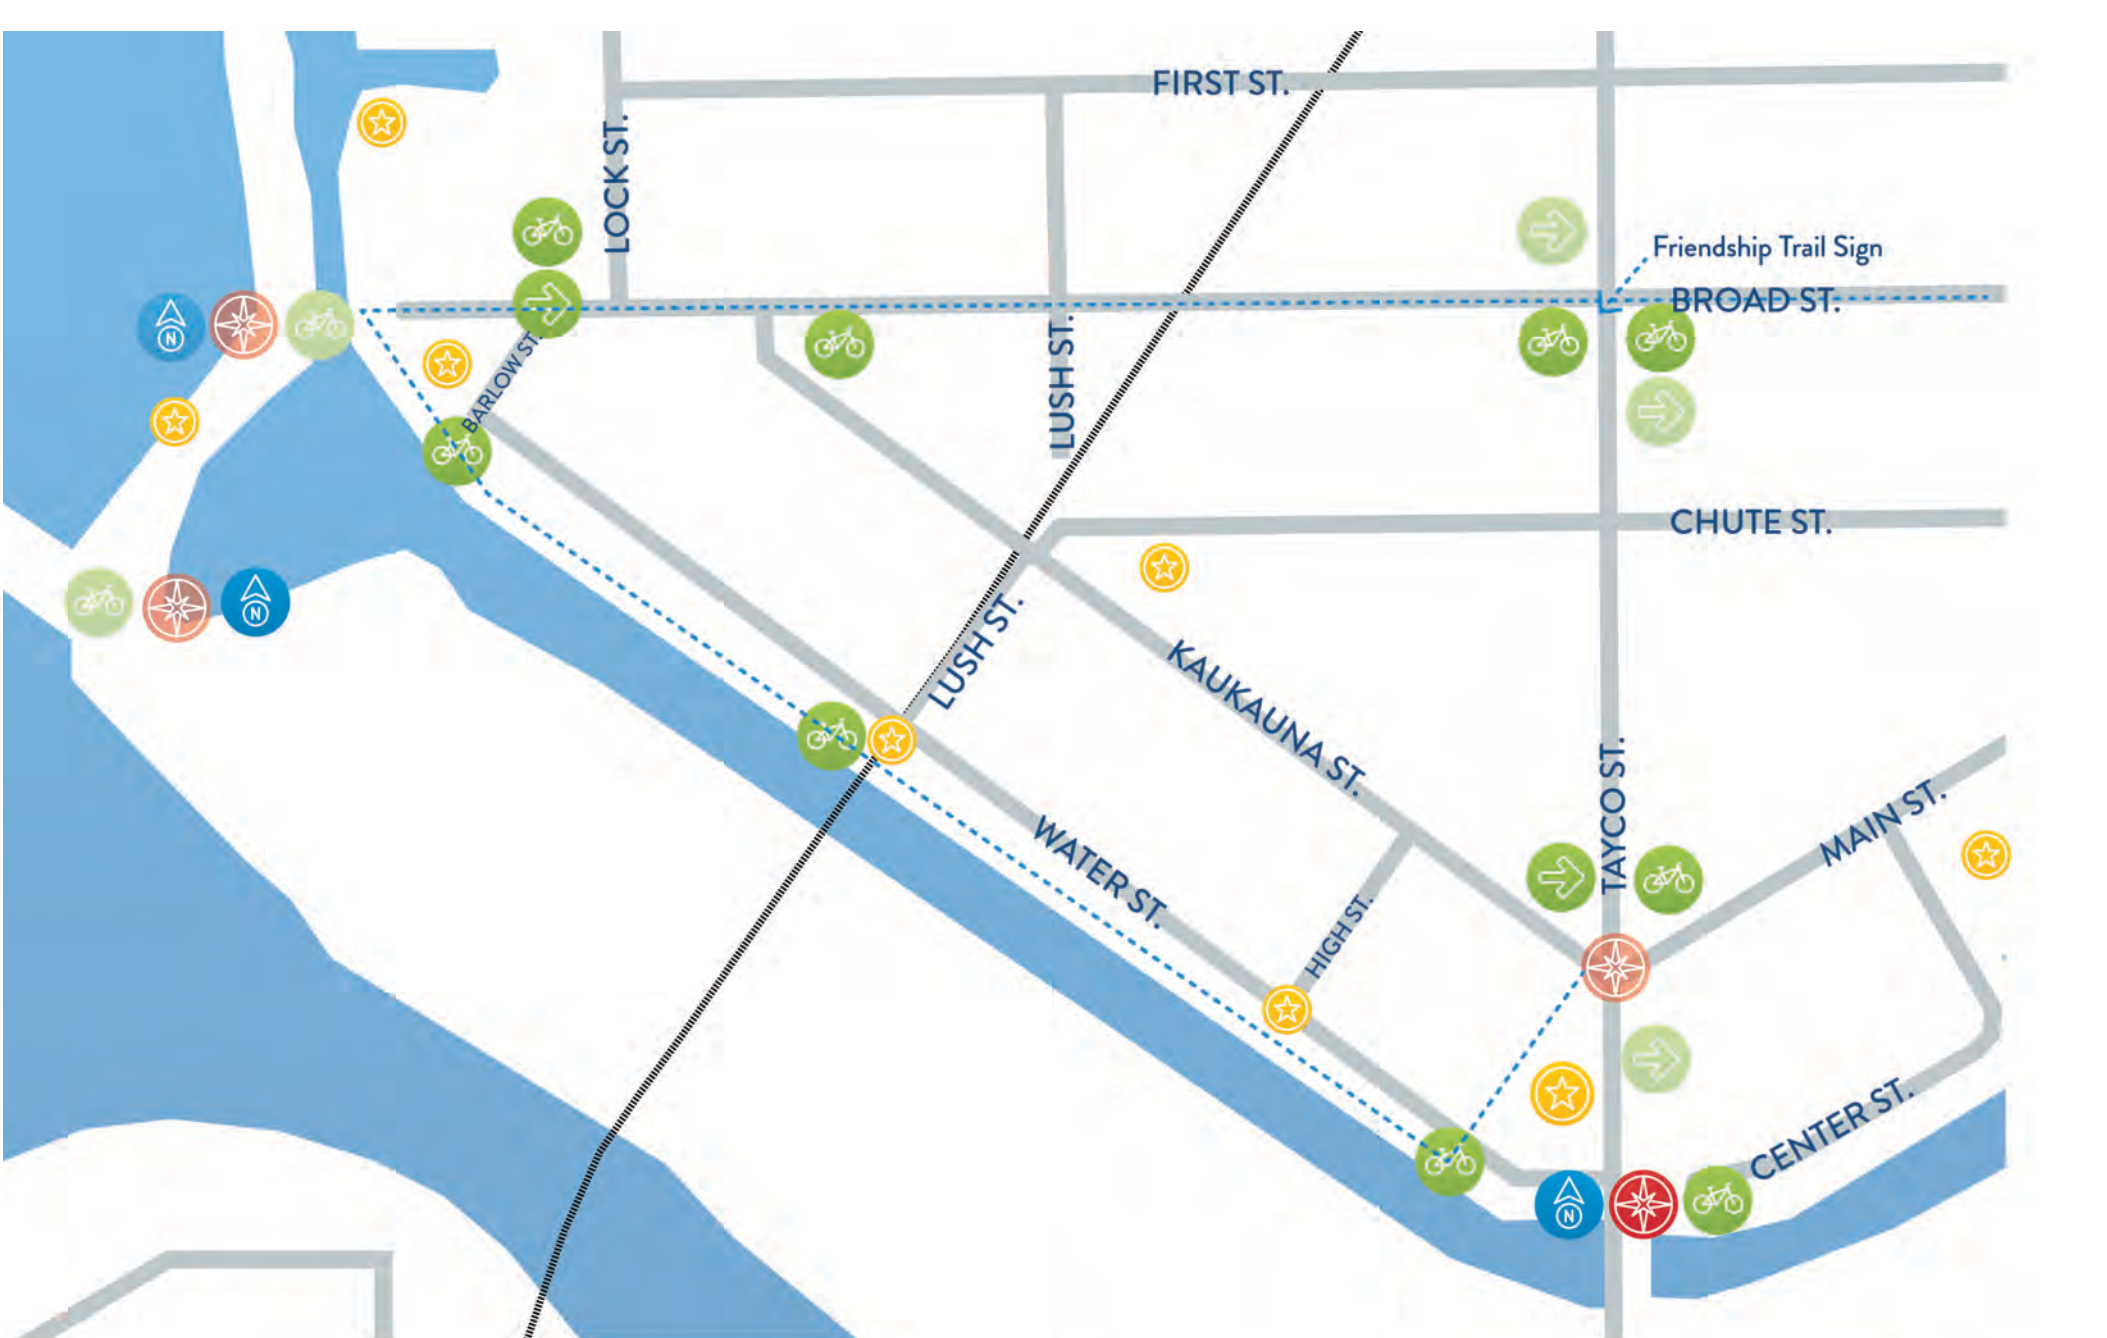 FIRST ST.
LOCK ST.
Friendship Trail Sign
BROAD ST.
N
BARLOW ST.
LUSH ST.
CHUTE ST.
N
LUSH ST.
KAUKAUNA ST.
TAYCO ST.
MAIN ST.
WATER ST.
HIGH ST.
CENTER ST.
N